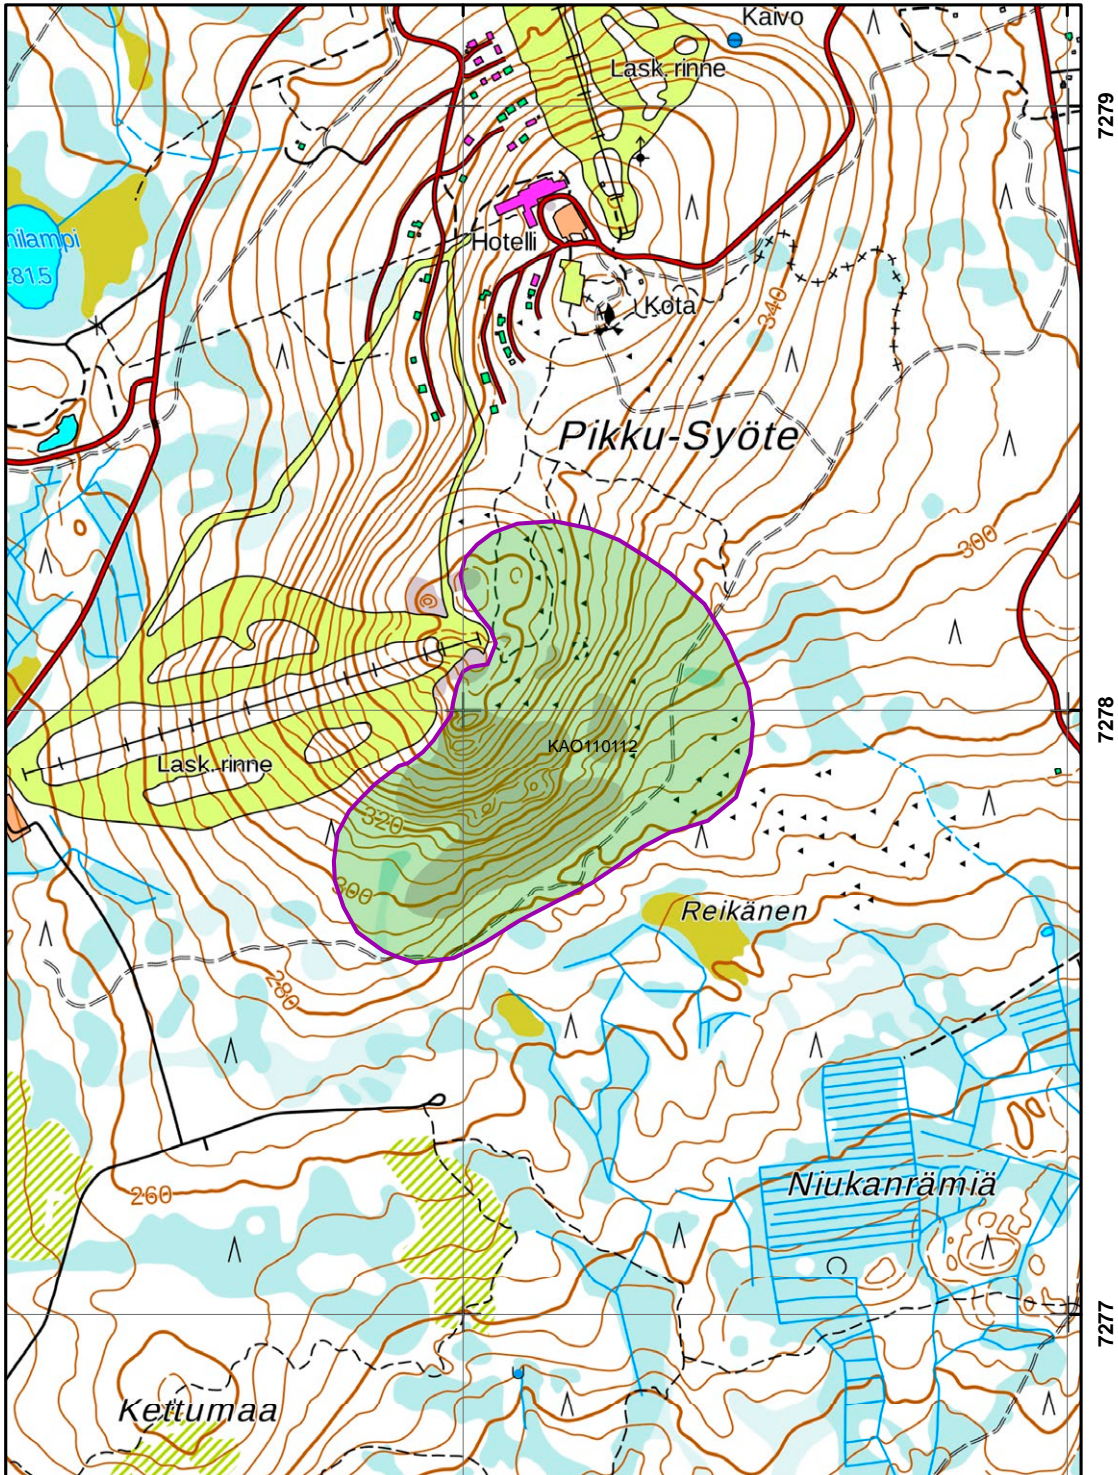 Kaivo
Lask. rinne
7279
milampi
281.5
Hotelli
Kota
340
Pikku-Syöte
300
7278
KAO110112
Lask. rinne
320
300
Reikänen
280
Niukanrämiä
260
7277
Kettumaa